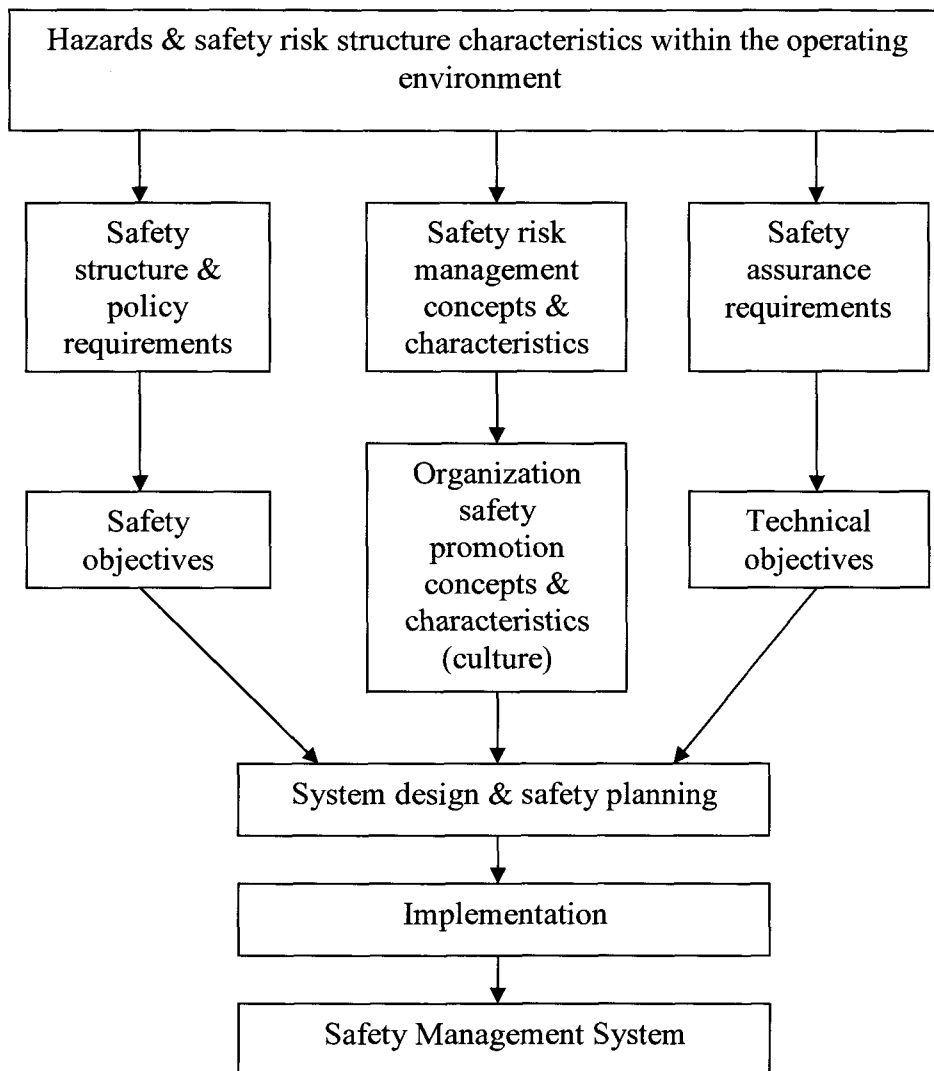 Hazards & safety risk structure characteristics within the operating
environment
Safety
structure &
policy
requirements
Safety risk
management
concepts &
characteristics
Safety
assurance
requirements
Safety
objectives
Organization
safety
promotion
concepts &
characteristics
(culture)
Technical
objectives
System design & safety planning
Implementation
Safety Management System